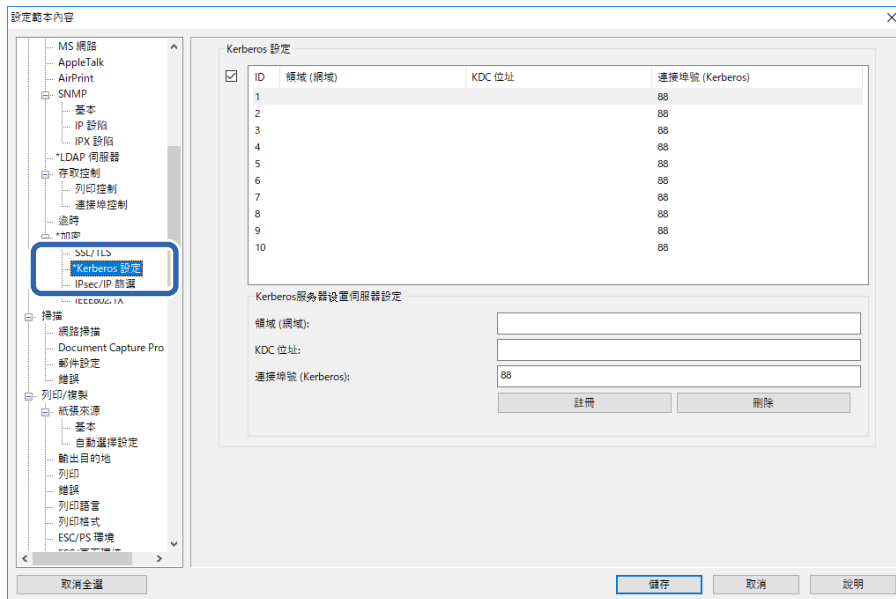 設定範本內容
MS 網路
AppleTalk
AirPrint
SNMP
基本
IP 設陷
IPX 設陷
*LDAP 伺服器
存取控制
列印控制
連接埠控制
逾時
*加密
SSL/TLS
*Kerberos 設定
IPsec/IP 篩選
IEEE802.1X
掃描
網路掃描
Document Capture Pro
郵件設定
錯誤
列印/複製
紙張來源
基本
自動選擇設定
輸出目的地
列印
錯誤
列印語言
列印格式
ESC/PS 環境
Kerberos 設定
ID 領域 (網域) KDC 位址 連接埠號 (Kerberos)
1 88
2 88
3 88
4 88
5 88
6 88
7 88
8 88
9 88
10 88
Kerberos服务器设置伺服器設定
領域 (網域):
KDC 位址:
連接埠號 (Kerberos): 88
註冊 刪除
取消全選 儲存 取消 說明